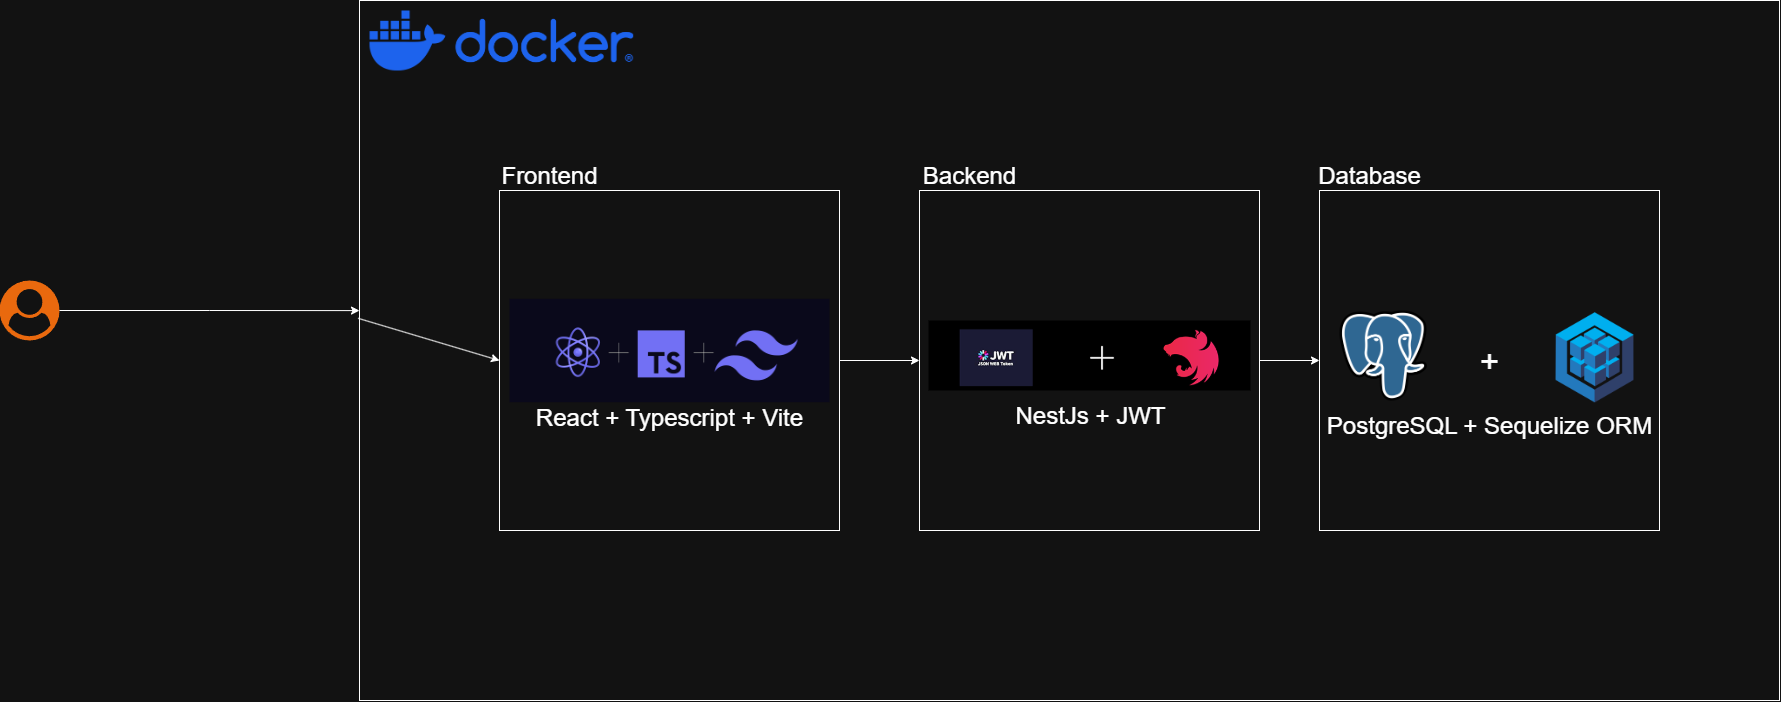 docker
Frontend
Backend
Database
TS
JWT
JSON WEB Token
React + Typescript + Vite
NestJs + JWT
PostgreSQL + Sequelize ORM